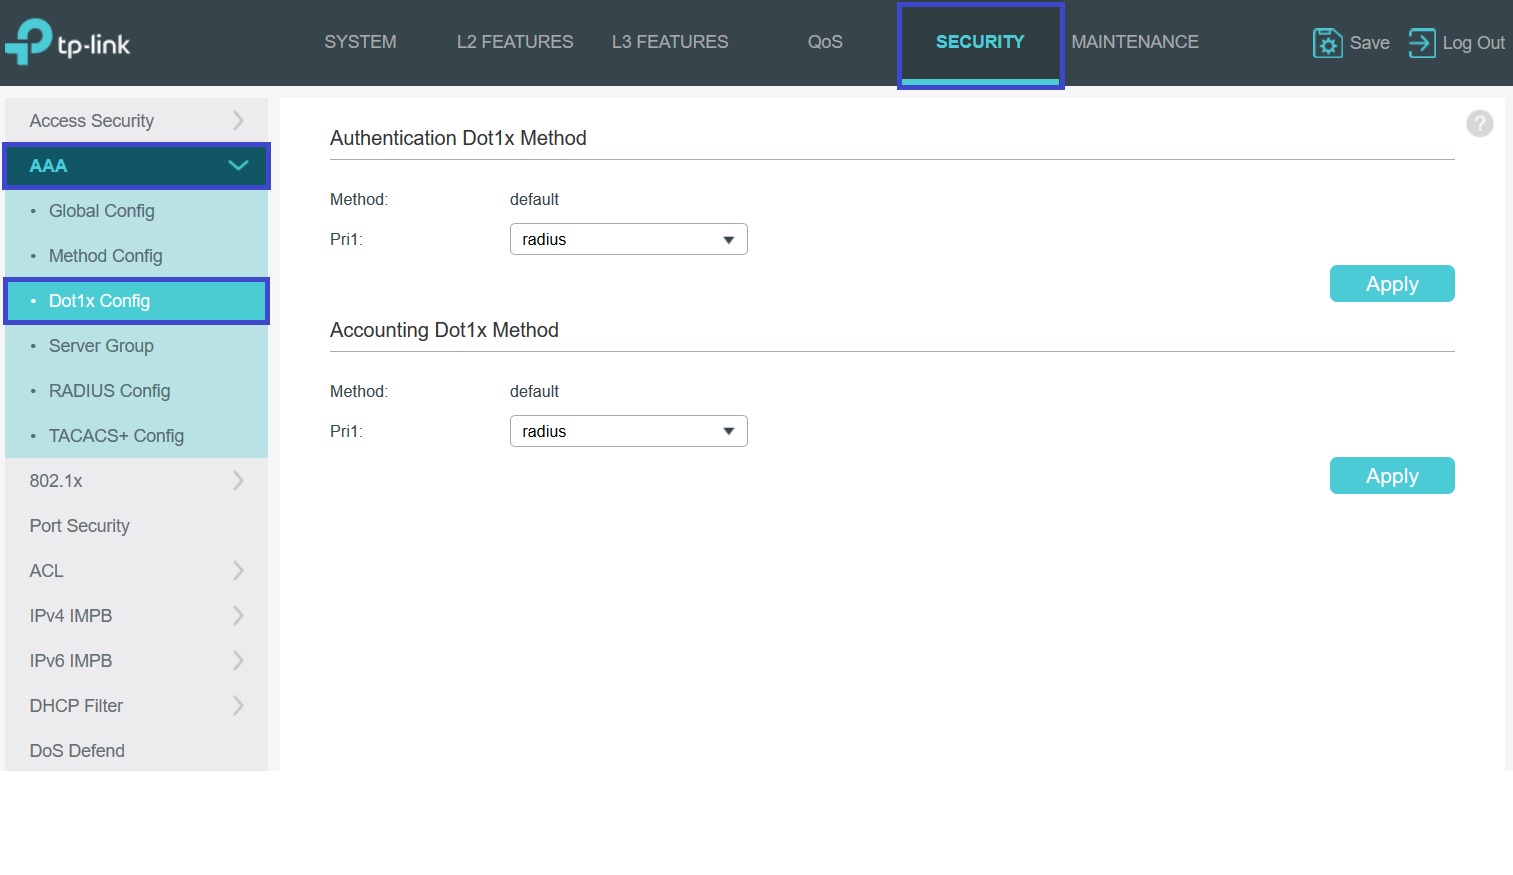 tp-link
SYSTEM L2 FEATURES L3 FEATURES QoS SECURITY MAINTENANCE Save Log Out
Access Security
AAA
• Global Config
• Method Config
• Dot1x Config
• Server Group
• RADIUS Config
• TACACS+ Config
802.1x
Port Security
ACL
IPv4 IMPB
IPv6 IMPB
DHCP Filter
DoS Defend
?
Authentication Dot1x Method
Method: default
Pri1: radius
Apply
Accounting Dot1x Method
Method: default
Pri1: radius
Apply